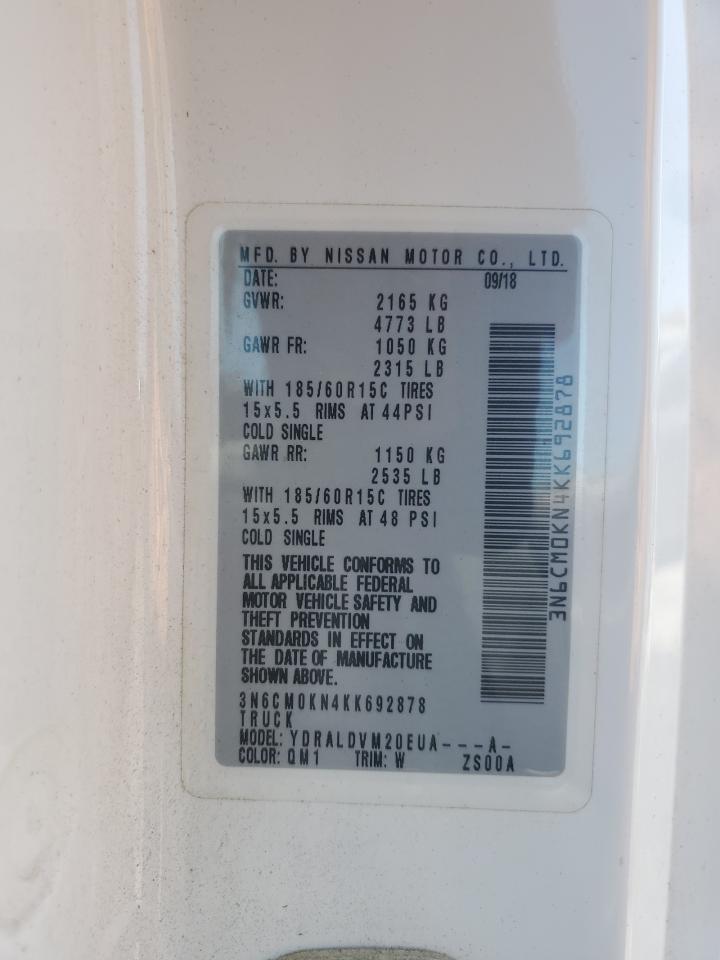 MFD. BY NISSAN MOTOR CO., LTD.
DATE: 09/18
GVWR: 2165 KG
4773 LB
GAWR FR: 1050 KG
2315 LB
WITH 185/60R15C TIRES
15x5.5 RIMS AT 44PSI
COLD SINGLE
GAWR RR: 1150 KG
2535 LB
WITH 185/60R15C TIRES
15x5.5 RIMS AT 48 PSI
COLD SINGLE
THIS VEHICLE CONFORMS TO
ALL APPLICABLE FEDERAL
MOTOR VEHICLE SAFETY AND
THEFT PREVENTION
STANDARDS IN EFFECT ON
THE DATE OF MANUFACTURE
SHOWN ABOVE.
3N6CM0KN4KK692878
TRUCK
MODEL: YDRALDVM20EUA---A-
COLOR: QM1 TRIM: W ZS00A
3N6CM0KN4KK692878